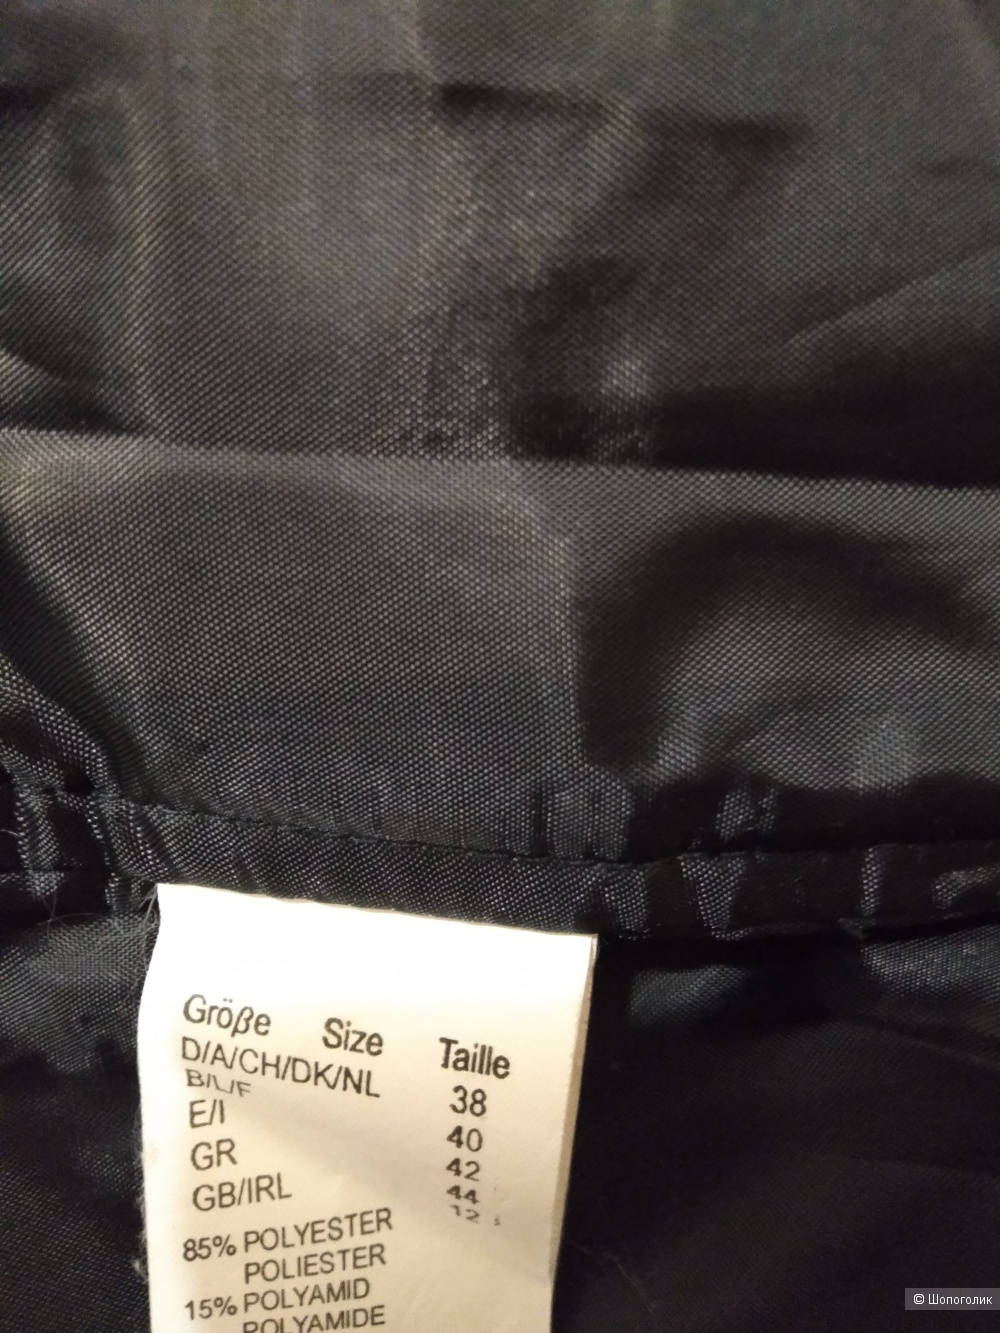 Größe Size Taille
D/A/CH/DK/NL 38
B/L/F 40
E/I 42
GR 44
GB/IRL 12
85% POLYESTER
POLIESTER
15% POLYAMID
POLYAMIDE
© Шопоголик